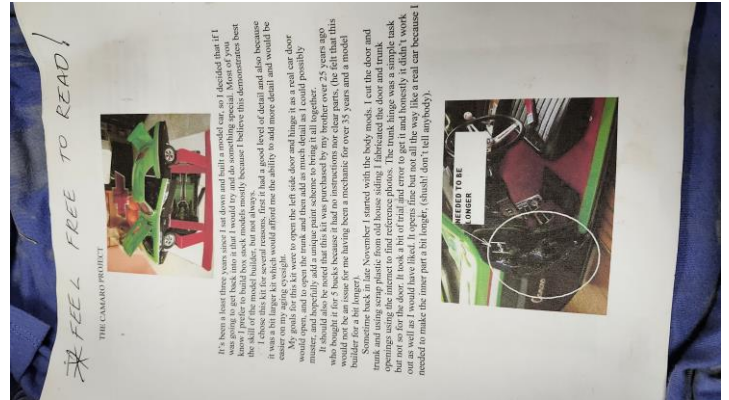 * FEEL FREE TO READ!
THE CAMARO PROJECT
It's been a least three years since I sat down and built a model car, so I decided that if I
was going to get back into it that I would try and do something special. Most of you
know I prefer to build box stock models mostly because I believe this demonstrates best
the skill of the model builder, but not always.
I chose this kit for several reasons, first it had a good level of detail and also because
it was a bit larger kit which would afford me the ability to add more detail and would be
easier on my aging eyesight.
My goals for this kit were to open the left side door and hinge it as a real car door
would open, and to open the trunk and then add as much detail as I could possibly
muster, and hopefully add a unique paint scheme to bring it all together.
It should also be noted that this kit was purchased by my brother over 25 years ago
who bought it for 5 bucks because it had no instructions nor clear parts, (he felt that this
would not be an issue for me having been a mechanic for over 35 years and a model
builder for a bit longer).
Sometime back in late November I started with the body mods. I cut the door and
trunk and using scrap plastic from old house siding I fabricated the door and trunk
openings using the internet to find reference photos. The trunk hinge was a simple task
but not so for the door. It took a bit of trial and error to get it and honestly it didn't work
out as well as I would have liked. It opens fine but not all the way like a real car because I
needed to make the inner part a bit longer, (shush! don't tell anybody).
NEEDED TO BE
LONGER